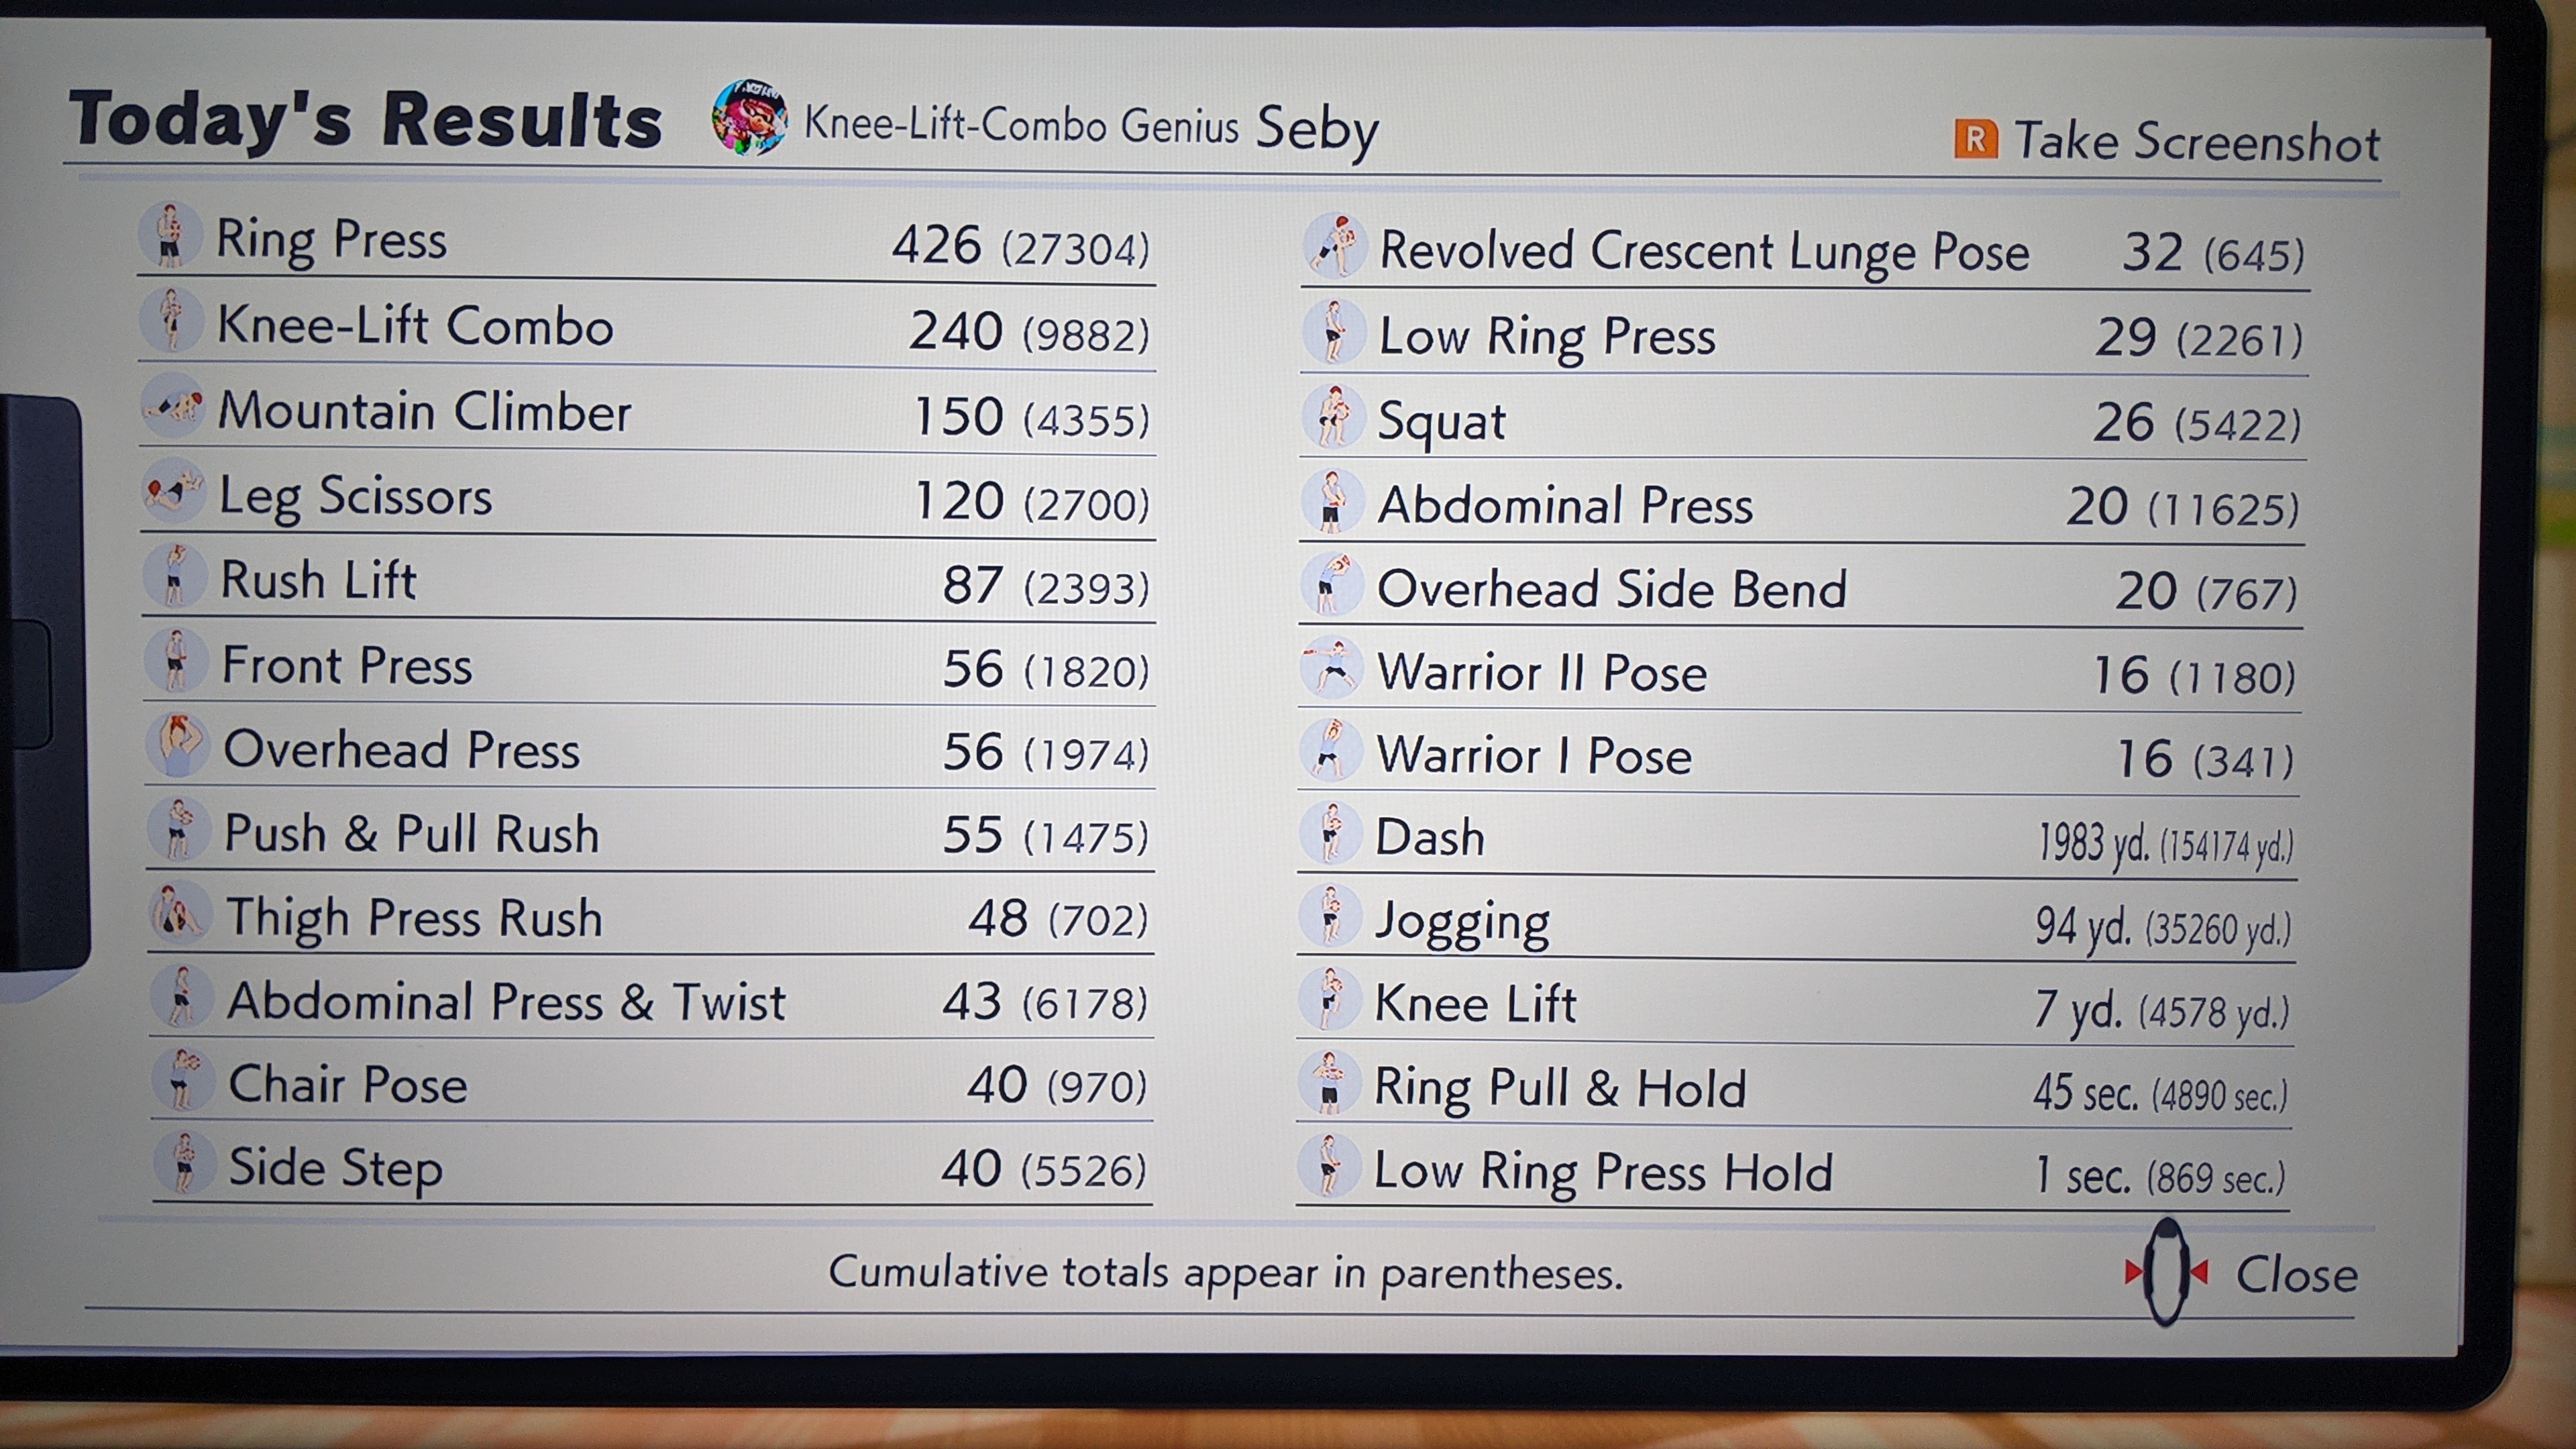 Today's Results Knee-Lift-Combo Genius Seby R Take Screenshot
Ring Press 426 (27304)
Knee-Lift Combo 240 (9882)
Mountain Climber 150 (4355)
Leg Scissors 120 (2700)
Rush Lift 87 (2393)
Front Press 56 (1820)
Overhead Press 56 (1974)
Push & Pull Rush 55 (1475)
Thigh Press Rush 48 (702)
Abdominal Press & Twist 43 (6178)
Chair Pose 40 (970)
Side Step 40 (5526)
Revolved Crescent Lunge Pose 32 (645)
Low Ring Press 29 (2261)
Squat 26 (5422)
Abdominal Press 20 (11625)
Overhead Side Bend 20 (767)
Warrior II Pose 16 (1180)
Warrior I Pose 16 (341)
Dash 1983 yd. (154174 yd.)
Jogging 94 yd. (35260 yd.)
Knee Lift 7 yd. (4578 yd.)
Ring Pull & Hold 45 sec. (4890 sec.)
Low Ring Press Hold 1 sec. (869 sec.)
Cumulative totals appear in parentheses.
Close